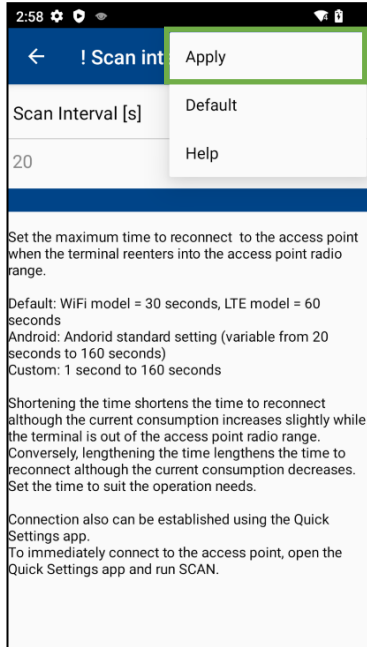 2:58
! Scan int
Apply
Default
Help
Scan Interval [s]
20
Set the maximum time to reconnect  to the access point
when the terminal reenters into the access point radio
range.
Default: WiFi model = 30 seconds, LTE model = 60
seconds
Android: Andorid standard setting (variable from 20
seconds to 160 seconds)
Custom: 1 second to 160 seconds
Shortening the time shortens the time to reconnect
although the current consumption increases slightly while
the terminal is out of the access point radio range.
Conversely, lengthening the time lengthens the time to
reconnect although the current consumption decreases.
Set the time to suit the operation needs.
Connection also can be established using the Quick
Settings app.
To immediately connect to the access point, open the
Quick Settings app and run SCAN.